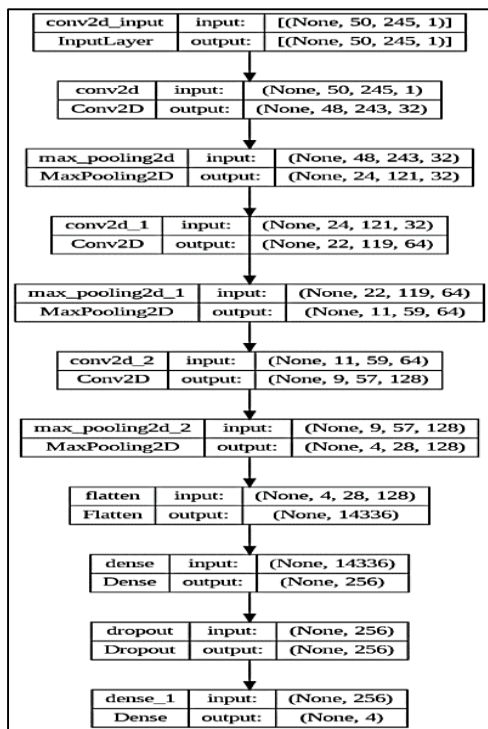 conv2d_input input: [(None, 50, 245, 1)]
InputLayer output: [(None, 50, 245, 1)]
conv2d input: (None, 50, 245, 1)
Conv2D output: (None, 48, 243, 32)
max_pooling2d input: (None, 48, 243, 32)
MaxPooling2D output: (None, 24, 121, 32)
conv2d_1 input: (None, 24, 121, 32)
Conv2D output: (None, 22, 119, 64)
max_pooling2d_1 input: (None, 22, 119, 64)
MaxPooling2D output: (None, 11, 59, 64)
conv2d_2 input: (None, 11, 59, 64)
Conv2D output: (None, 9, 57, 128)
max_pooling2d_2 input: (None, 9, 57, 128)
MaxPooling2D output: (None, 4, 28, 128)
flatten input: (None, 4, 28, 128)
Flatten output: (None, 14336)
dense input: (None, 14336)
Dense output: (None, 256)
dropout input: (None, 256)
Dropout output: (None, 256)
dense_1 input: (None, 256)
Dense output: (None, 4)